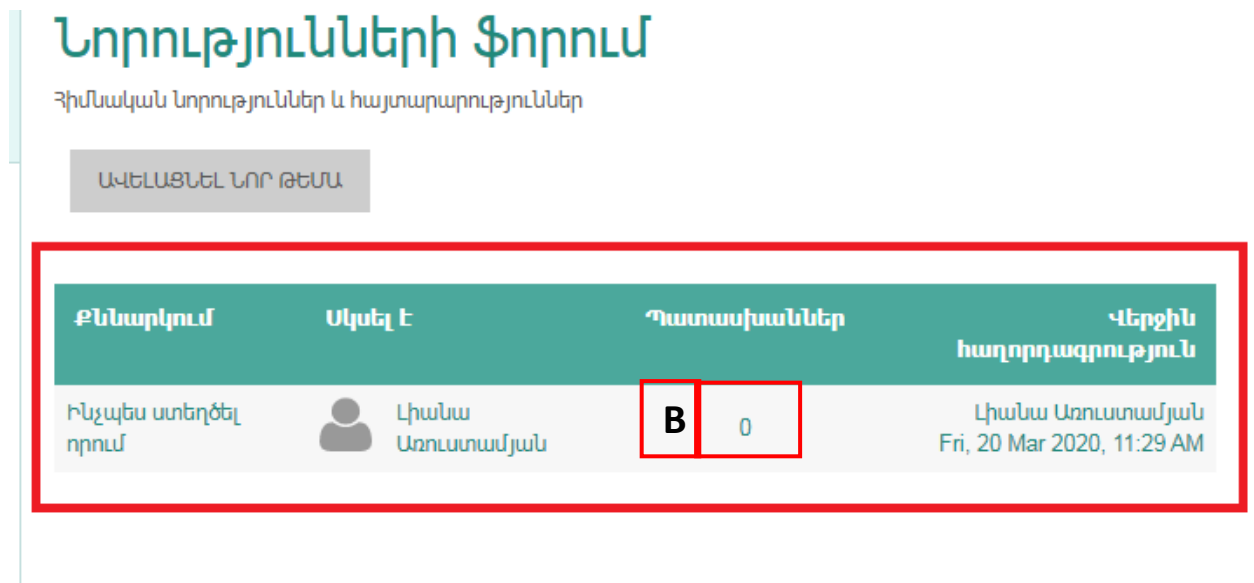 Նորությունների ֆորում
Հիմնական նորություններ և հայտարարություններ
ԱՎԵԼԱՑՆԵԼ ՆՈՐ ԹԵՄԱ
Քննարկում Սկսել է Պատասխաններ Վերջին
հաղորդագրություն
Ինչպես ստեղծել Լիանա B 0 Լիանա Առուստամյան
որում Առուստամյան Fri, 20 Mar 2020, 11:29 AM